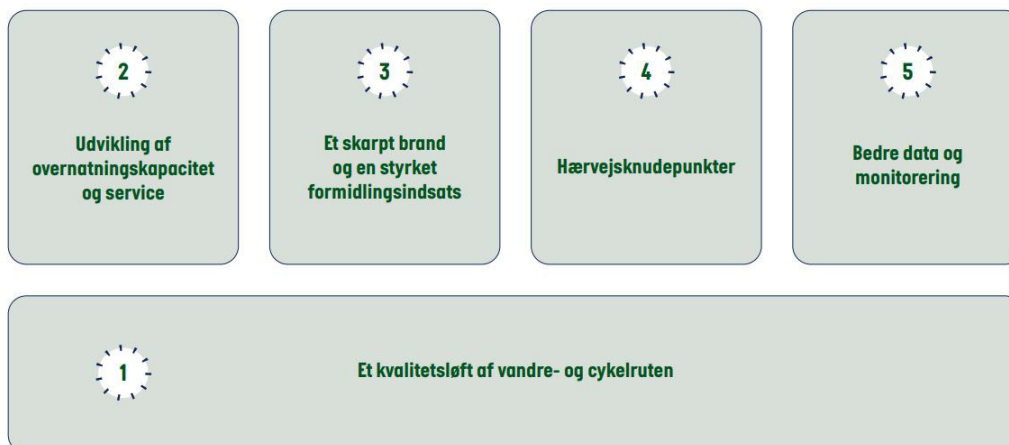 2
Udvikling af
overnatningskapacitet
og service
3
Et skarpt brand
og en styrket
formidlingsindsats
4
Hærvejsknudepunkter
5
Bedre data og
monitorering
1
Et kvalitetsløft af vandre- og cykelruten